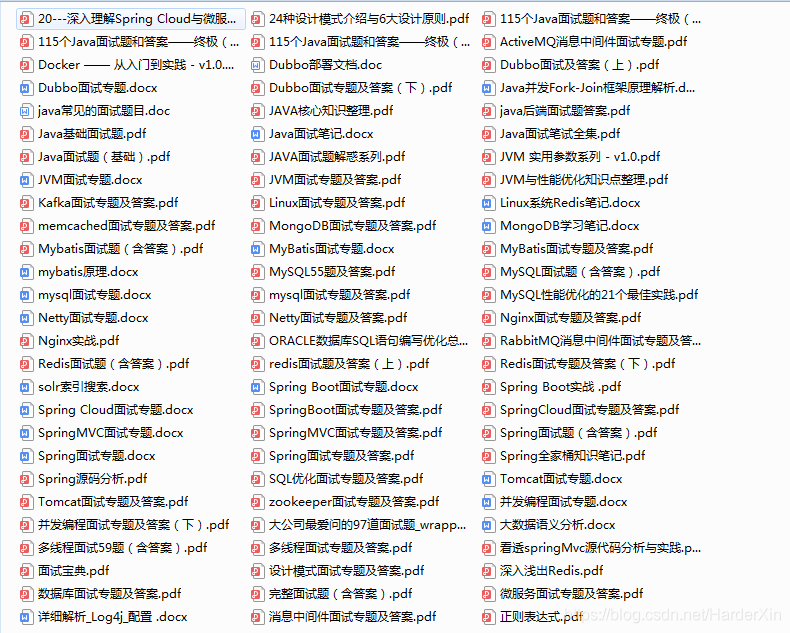 20---深入理解Spring Cloud与微服...
24种设计模式介绍与6大设计原则.pdf
115个Java面试题和答案——终极（...
115个Java面试题和答案——终极（...
115个Java面试题和答案——终极（...
ActiveMQ消息中间件面试专题.pdf
Docker —— 从入门到实践 - v1.0....
Dubbo部署文档.doc
Dubbo面试及答案（上）.pdf
Dubbo面试专题.docx
Dubbo面试专题及答案（下）.pdf
Java并发Fork-Join框架原理解析.d...
java常见的面试题目.doc
JAVA核心知识整理.pdf
java后端面试题答案.pdf
Java基础面试题.pdf
Java面试笔记.docx
Java面试笔试全集.pdf
Java面试题（基础）.pdf
JAVA面试题解惑系列.pdf
JVM 实用参数系列 - v1.0.pdf
JVM面试专题.docx
JVM面试专题及答案.pdf
JVM与性能优化知识点整理.pdf
Kafka面试专题及答案.pdf
Linux面试专题及答案.pdf
Linux系统Redis笔记.docx
memcached面试专题及答案.pdf
MongoDB面试专题及答案.pdf
MongoDB学习笔记.docx
Mybatis面试题（含答案）.pdf
MyBatis面试专题.docx
MyBatis面试专题及答案.pdf
mybatis原理.docx
MySQL55题及答案.pdf
MySQL面试题（含答案）.pdf
mysql面试专题.docx
mysql面试专题及答案.pdf
MySQL性能优化的21个最佳实践.pdf
Netty面试专题.docx
Netty面试专题及答案.pdf
Nginx面试专题及答案.pdf
Nginx实战.pdf
ORACLE数据库SQL语句编写优化总...
RabbitMQ消息中间件面试专题及答...
Redis面试题（含答案）.pdf
redis面试题及答案（上）.pdf
Redis面试专题及答案（下）.pdf
solr索引搜索.docx
Spring Boot面试专题.docx
Spring Boot实战 .pdf
Spring Cloud面试专题.docx
SpringBoot面试专题及答案.pdf
SpringCloud面试专题及答案.pdf
SpringMVC面试专题.docx
SpringMVC面试专题及答案.pdf
Spring面试题（含答案）.pdf
Spring面试专题.docx
Spring面试专题及答案.pdf
Spring全家桶知识笔记.pdf
Spring源码分析.pdf
SQL优化面试专题及答案.pdf
Tomcat面试专题.docx
Tomcat面试专题及答案.pdf
zookeeper面试专题及答案.pdf
并发编程面试专题.docx
并发编程面试专题及答案（下）.pdf
大公司最爱问的97道面试题_wrapp...
大数据语义分析.docx
多线程面试59题（含答案）.pdf
多线程面试专题及答案.pdf
看透springMvc源代码分析与实践.p...
面试宝典.pdf
设计模式面试专题及答案.pdf
深入浅出Redis.pdf
数据库面试专题及答案.pdf
完整面试题（含答案）.pdf
微服务面试专题及答案.pdf
详细解析_Log4j_配置 .docx
消息中间件面试专题及答案.pdf
正则表达式.pdf
https://blog.csdn.net/HarderXin